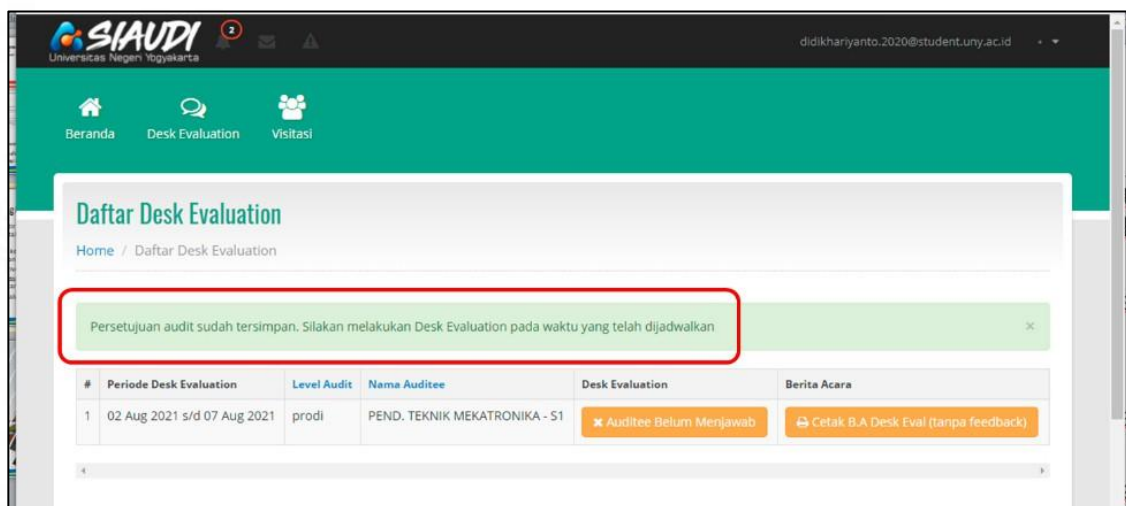 SIAUDI
Universitas Negeri Yogyakarta
2
didikhariyanto.2020@student.uny.ac.id
Beranda
Desk Evaluation
Visitasi
Daftar Desk Evaluation
Home / Daftar Desk Evaluation
Persetujuan audit sudah tersimpan. Silakan melakukan Desk Evaluation pada waktu yang telah dijadwalkan ×
# Periode Desk Evaluation Level Audit Nama Auditee Desk Evaluation Berita Acara
1 02 Aug 2021 s/d 07 Aug 2021 prodi PEND. TEKNIK MEKATRONIKA - S1 Auditee Belum Menjawab Cetak B.A Desk Eval (tanpa feedback)